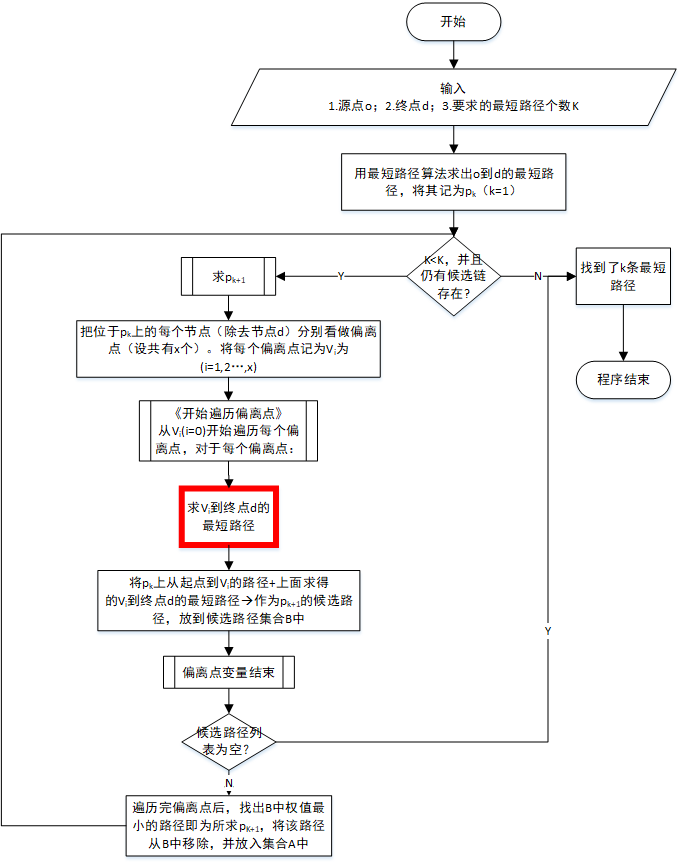 开始
输入
1.源点o；2.终点d；3.要求的最短路径个数K
用最短路径算法求出o到d的最短路
径，将其记为pk（k=1）
K<K，并且
仍有候选链
存在？
Y
N
求pk+1
找到了k条最短
路径
把位于pk上的每个节点（除去节点d）分别看做偏离
点（设共有x个）。将每个偏离点记为Vi为
(i=1,2…,x)
程序结束
《开始遍历偏离点》
从Vi(i=0)开始遍历每个偏
离点，对于每个偏离点：
求Vi到终点d的
最短路径
将pk上从起点到Vi的路径+上面求得
的Vi到终点d的最短路径→作为pk+1的候选路
径，放到候选路径集合B中
Y
偏离点变量结束
候选路径列
表为空？
N
遍历完偏离点后，找出B中权值最
小的路径即为所求pK+1，将该路径
从B中移除，并放入集合A中